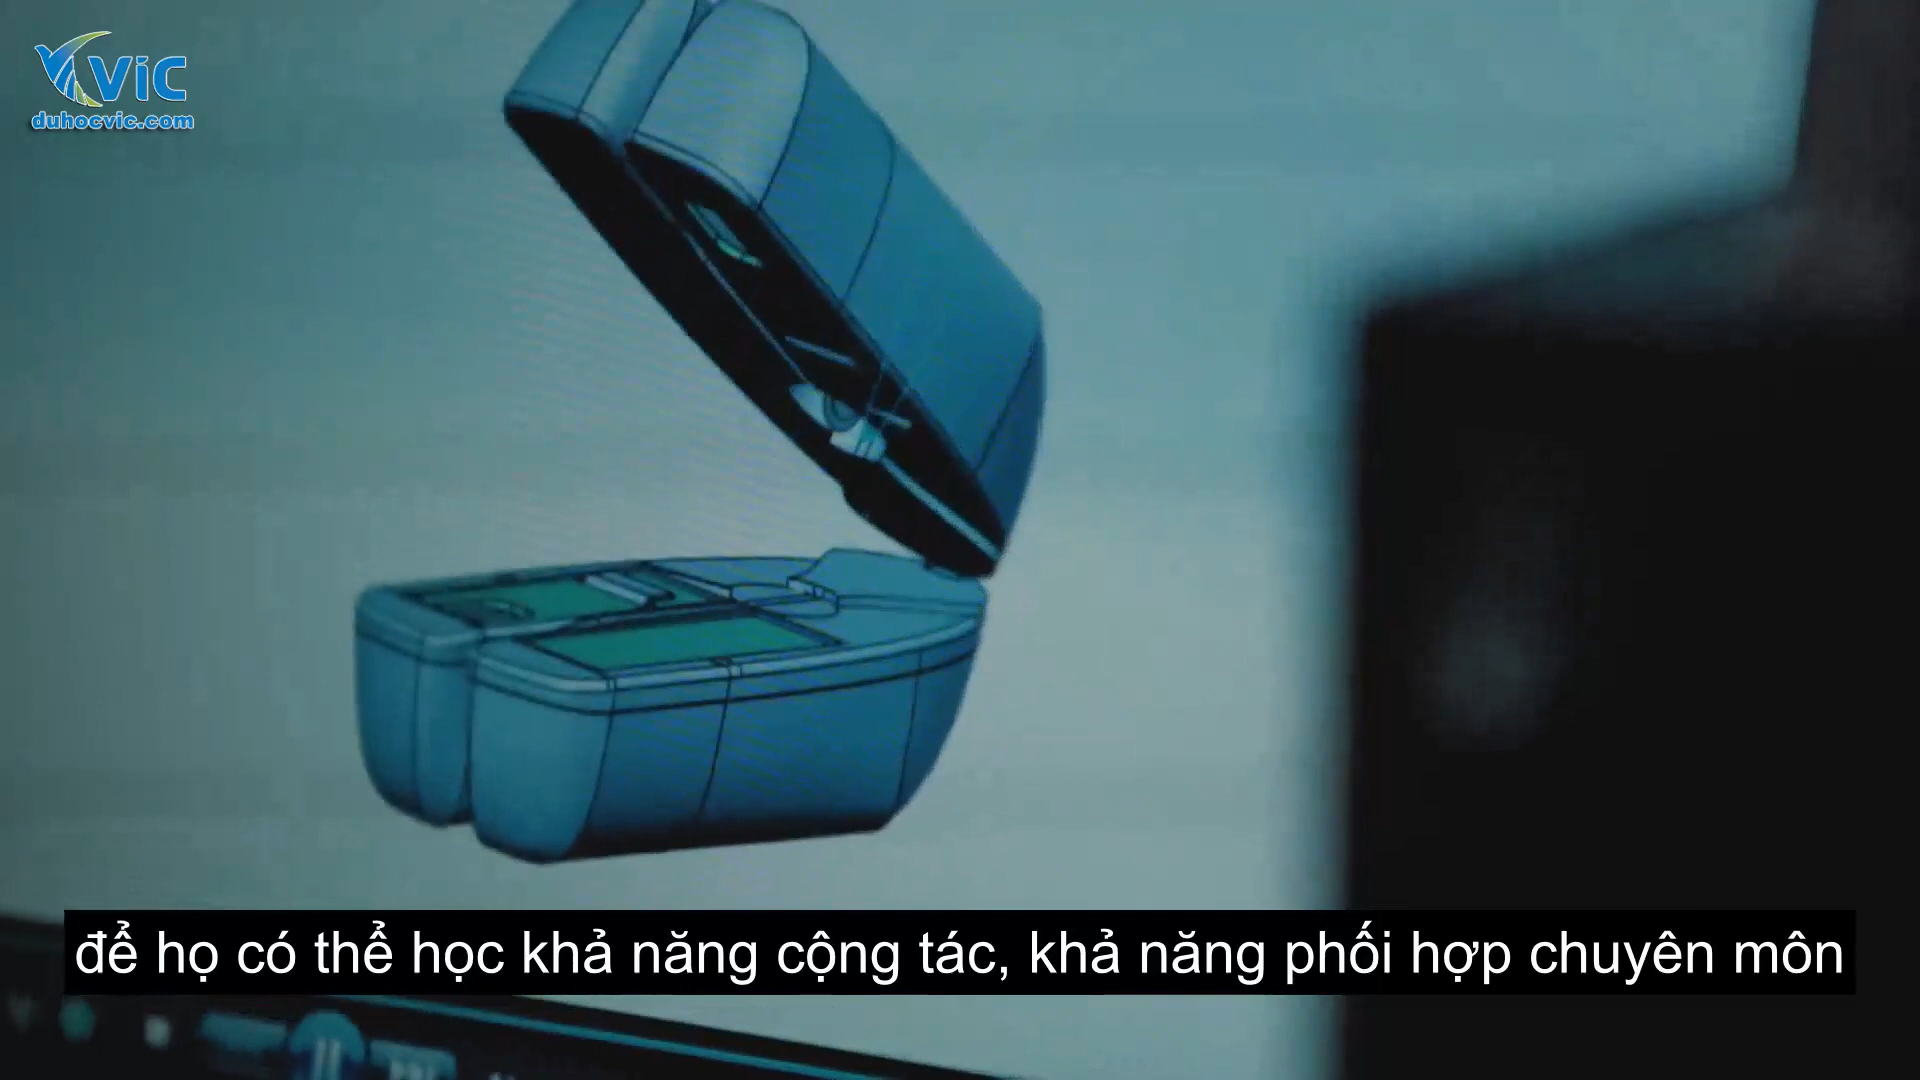 ViC
duhocvic.com
để họ có thể học khả năng cộng tác, khả năng phối hợp chuyên môn